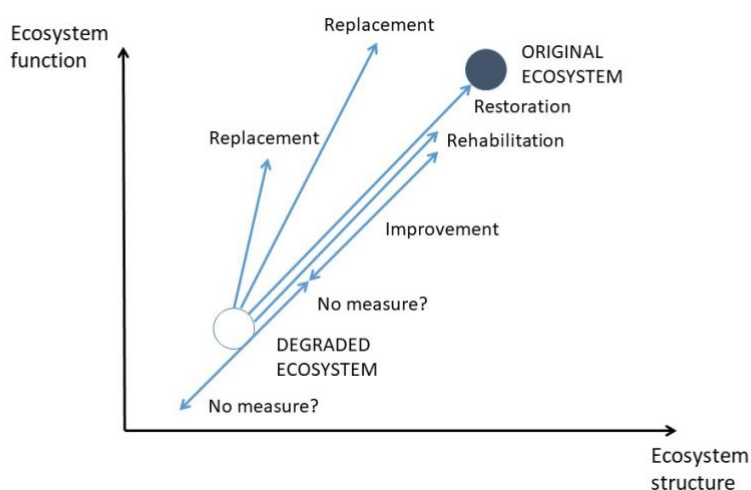 Ecosystem
function
Replacement
ORIGINAL
ECOSYSTEM
Restoration
Replacement
Rehabilitation
Improvement
No measure?
DEGRADED
ECOSYSTEM
No measure?
Ecosystem
structure